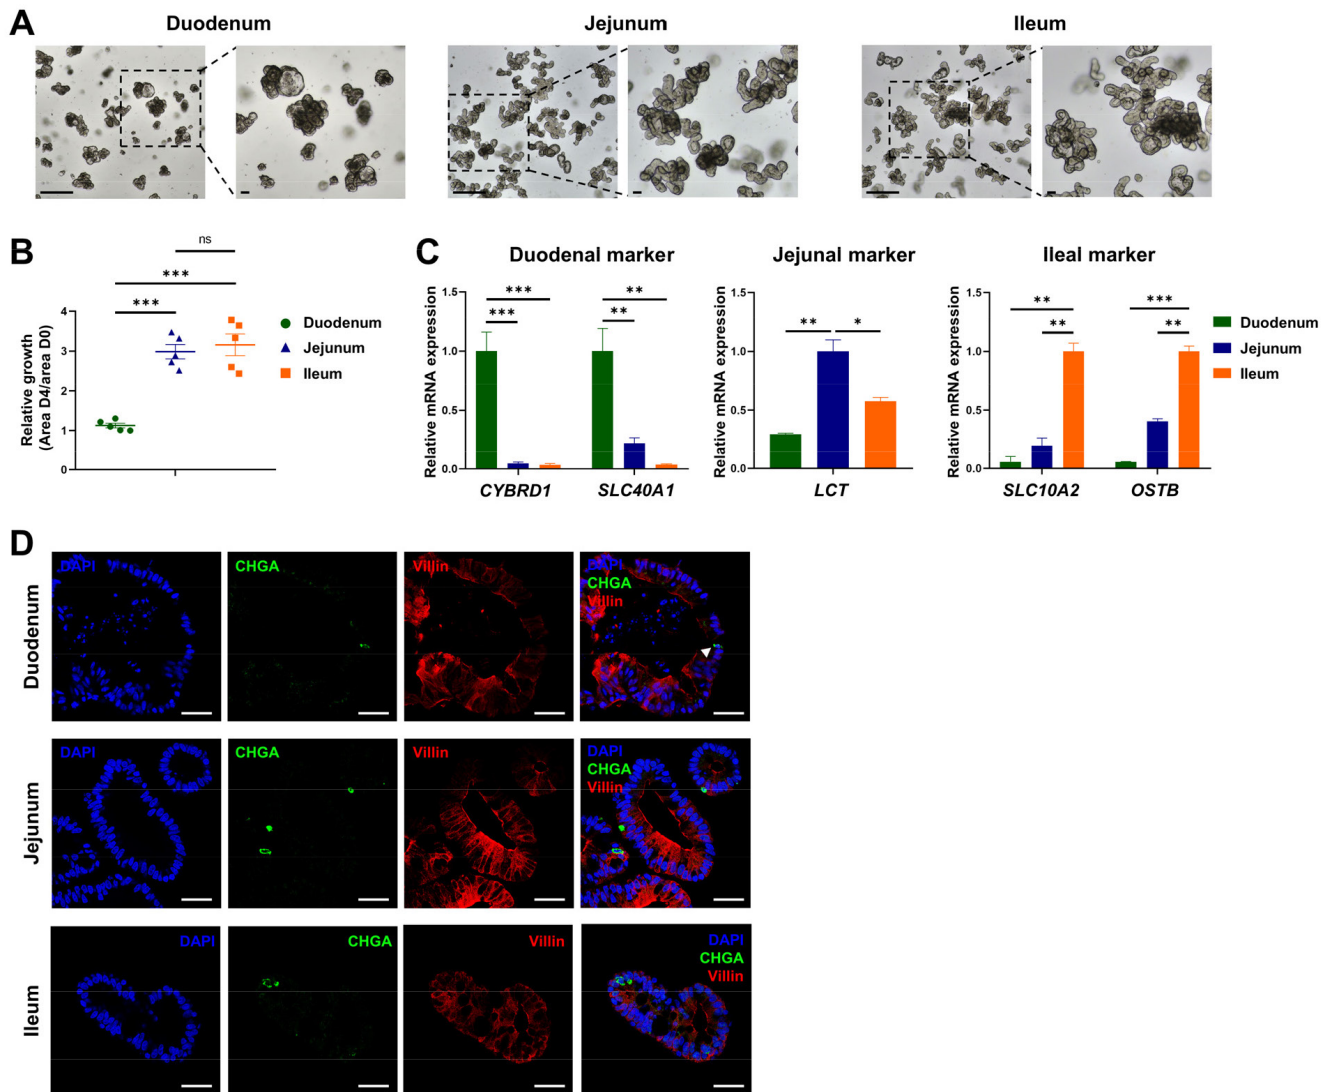 A
Duodenum
Jejunum
Ileum
B
ns
***
***
Relative growth
(Area D4/area D0)
4
3
2
1
0
Duodenum
Jejunum
Ileum
C
Duodenal marker
Jejunal marker
Ileal marker
Relative mRNA expression
1.5
1.0
0.5
0.0
***
***
**
**
CYBRD1
SLC40A1
Relative mRNA expression
1.5
1.0
0.5
0.0
**
*
LCT
Relative mRNA expression
1.5
1.0
0.5
0.0
**
**
***
**
SLC10A2
OSTB
Duodenum
Jejunum
Ileum
D
Duodenum
DAPI
CHGA
Villin
DAPI
CHGA
Villin
Jejunum
DAPI
CHGA
Villin
DAPI
CHGA
Villin
Ileum
DAPI
CHGA
Villin
DAPI
CHGA
Villin